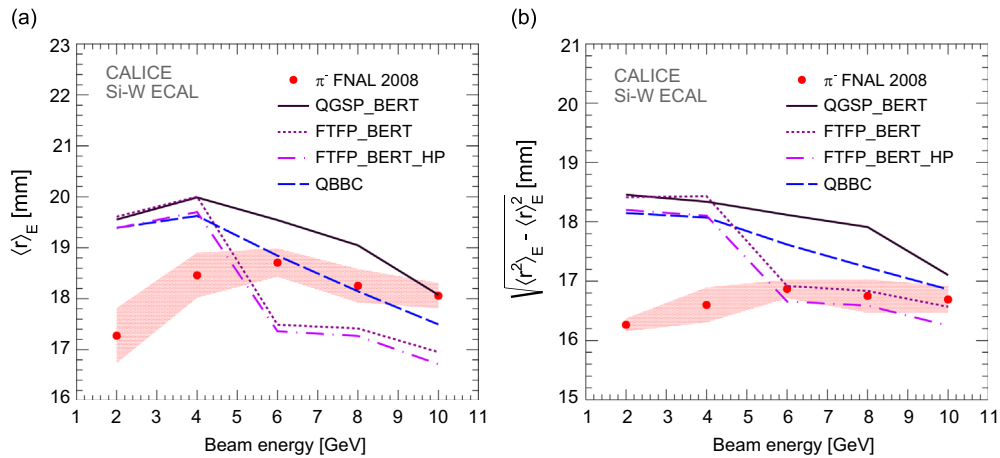 (a)
23
22
21
20
19
18
17
16
1 2 3 4 5 6 7 8 9 10 11
⟨r⟩E [mm]
Beam energy [GeV]
CALICE
Si-W ECAL
π- FNAL 2008
QGSP_BERT
FTFP_BERT
FTFP_BERT_HP
QBBC
(b)
21
20
19
18
17
16
15
1 2 3 4 5 6 7 8 9 10 11
√⟨r²⟩E - ⟨r⟩²E [mm]
Beam energy [GeV]
CALICE
Si-W ECAL
π- FNAL 2008
QGSP_BERT
FTFP_BERT
FTFP_BERT_HP
QBBC